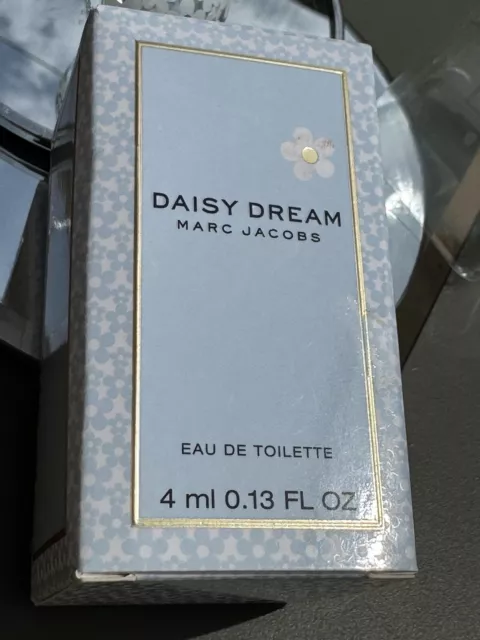 DAISY DREAM
MARC JACOBS
EAU DE TOILETTE
4 ml 0.13 FL OZ